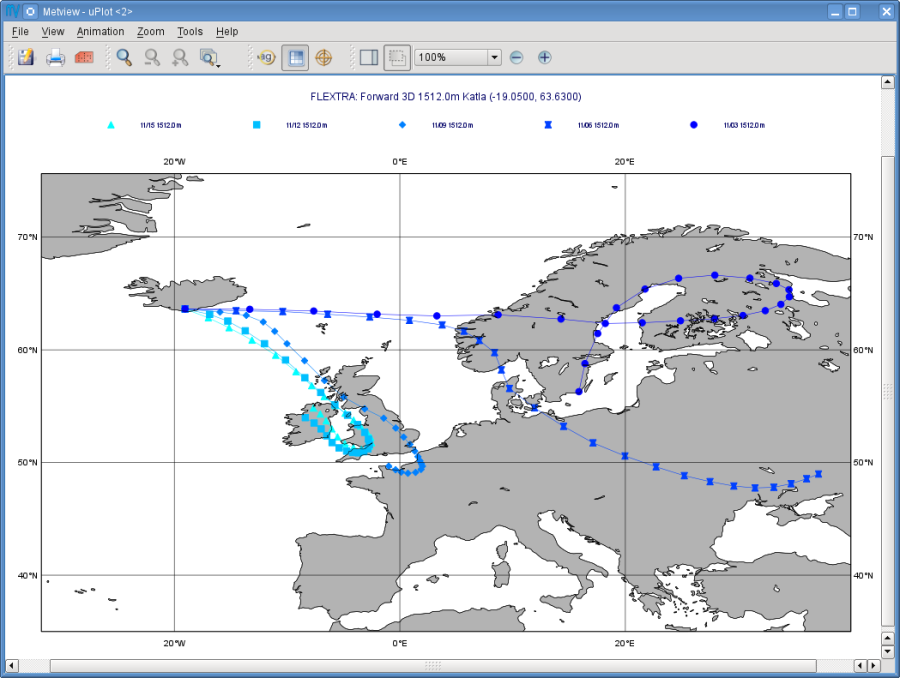 Metview - uPlot <2>
File View Animation Zoom Tools Help
100%
FLEXTRA: Forward 3D 1512.0m Katla (-19.0500, 63.6300)
11/15 1512.0m 11/12 1512.0m 11/09 1512.0m 11/06 1512.0m 11/03 1512.0m
20°W 0°E 20°E
70°N 70°N
60°N 60°N
50°N 50°N
40°N 40°N
20°W 0°E 20°E